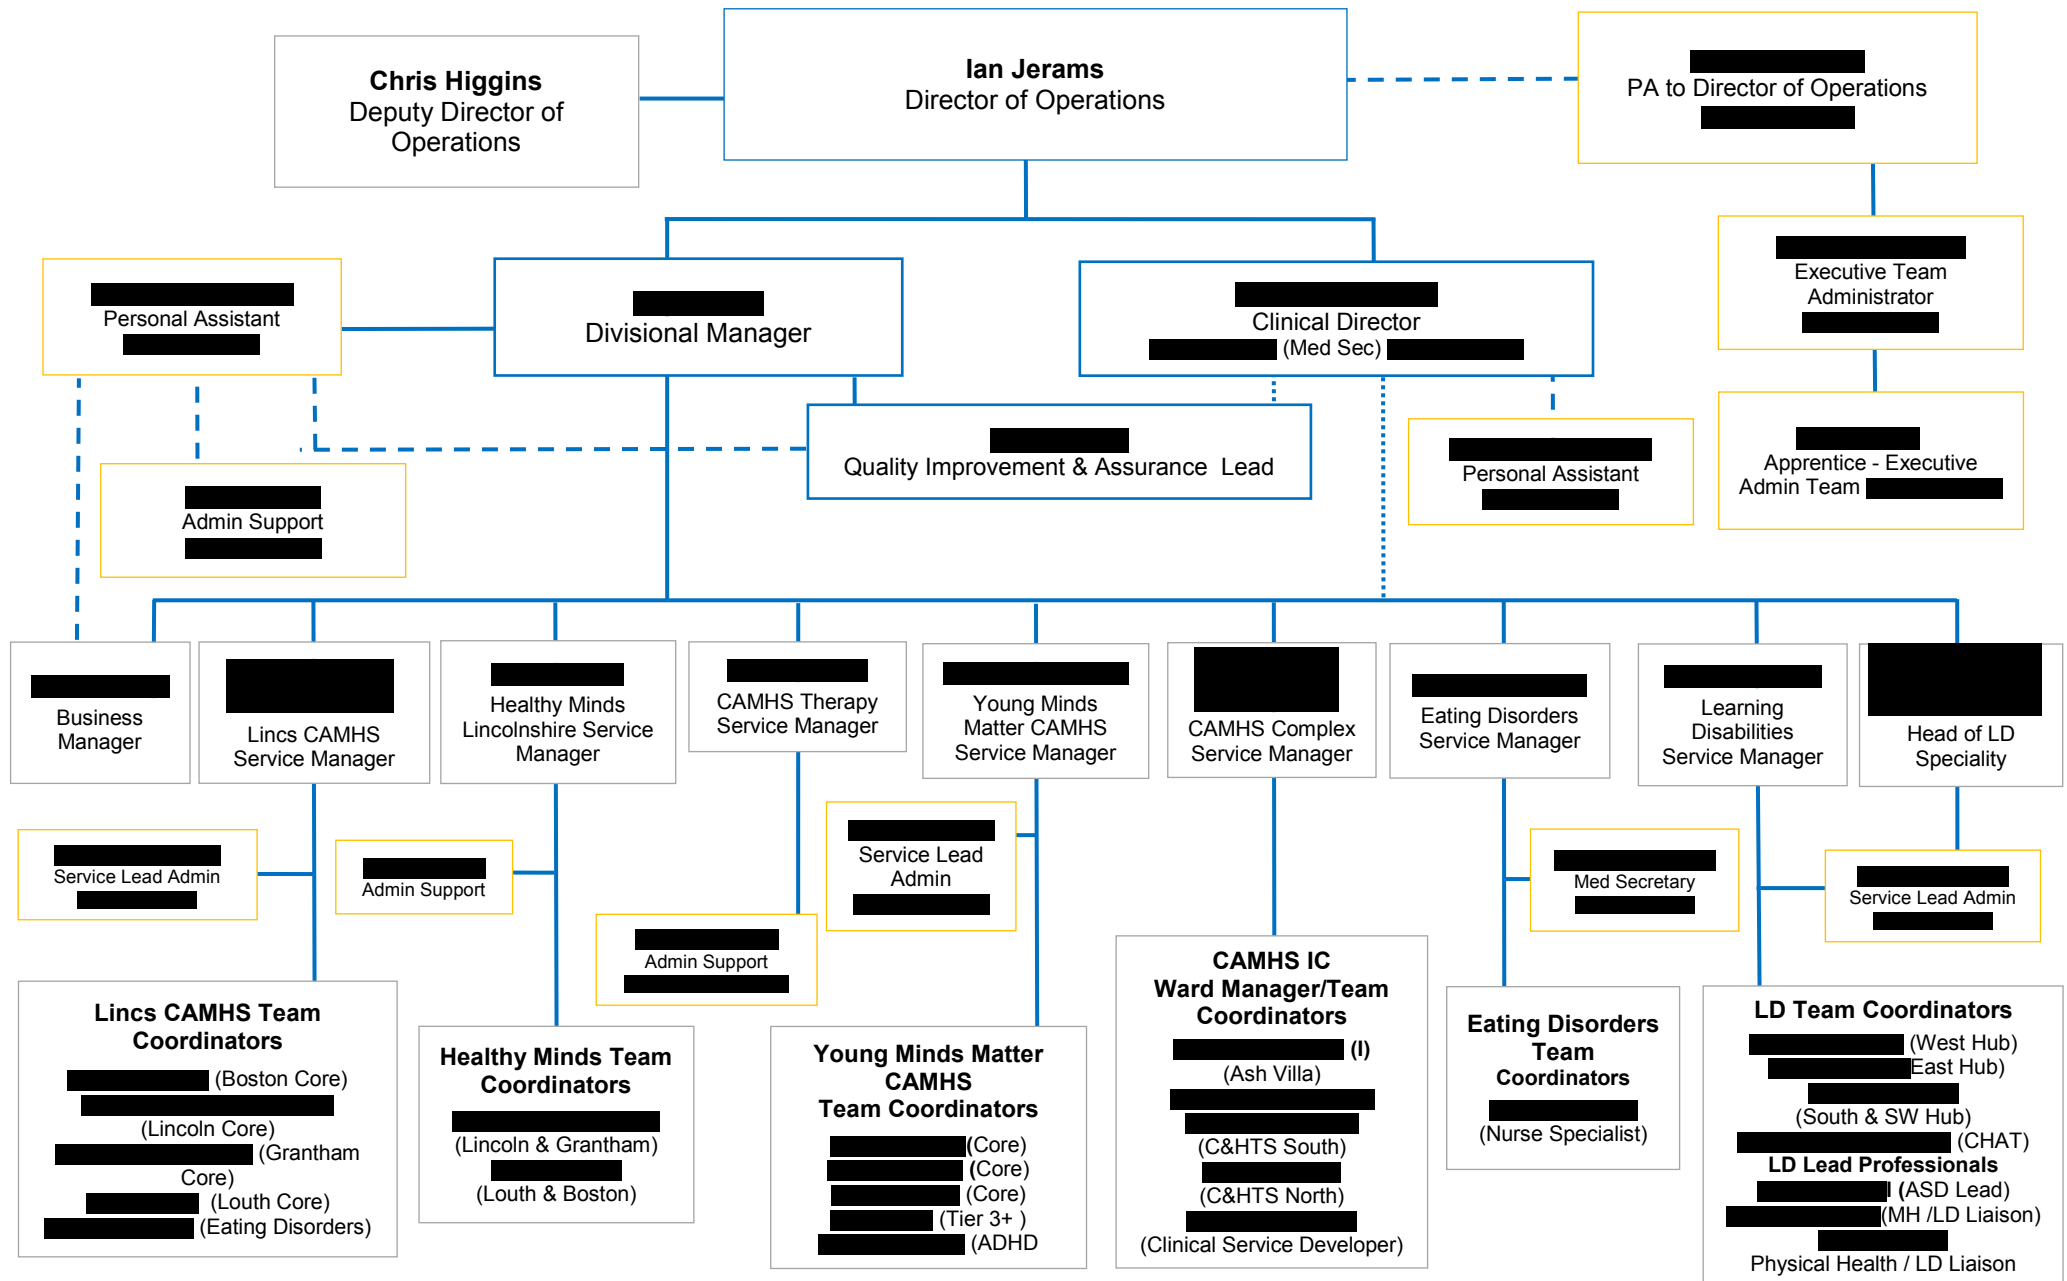 Chris Higgins
Deputy Director of
Operations
Ian Jerams
Director of Operations
PA to Director of Operations
Executive Team
Administrator
Personal Assistant
Divisional Manager
Clinical Director
(Med Sec)
Apprentice - Executive
Admin Team
Quality Improvement & Assurance Lead
Personal Assistant
Admin Support
Business
Manager
Lincs CAMHS
Service Manager
Healthy Minds
Lincolnshire Service
Manager
CAMHS Therapy
Service Manager
Young Minds
Matter CAMHS
Service Manager
CAMHS Complex
Service Manager
Eating Disorders
Service Manager
Learning
Disabilities
Service Manager
Head of LD
Speciality
Service Lead Admin
Admin Support
Admin Support
Service Lead
Admin
Med Secretary
Service Lead Admin
Lincs CAMHS Team
Coordinators
(Boston Core)
(Lincoln Core)
(Grantham
Core)
(Louth Core)
(Eating Disorders)
Healthy Minds Team
Coordinators
(Lincoln & Grantham)
(Louth & Boston)
Young Minds Matter
CAMHS
Team Coordinators
(Core)
(Core)
(Core)
(Tier 3+ )
(ADHD
CAMHS IC
Ward Manager/Team
Coordinators
(I)
(Ash Villa)
(C&HTS South)
(C&HTS North)
(Clinical Service Developer)
Eating Disorders
Team
Coordinators
(Nurse Specialist)
LD Team Coordinators
(West Hub)
East Hub)
(South & SW Hub)
(CHAT)
LD Lead Professionals
l (ASD Lead)
(MH /LD Liaison)
Physical Health / LD Liaison